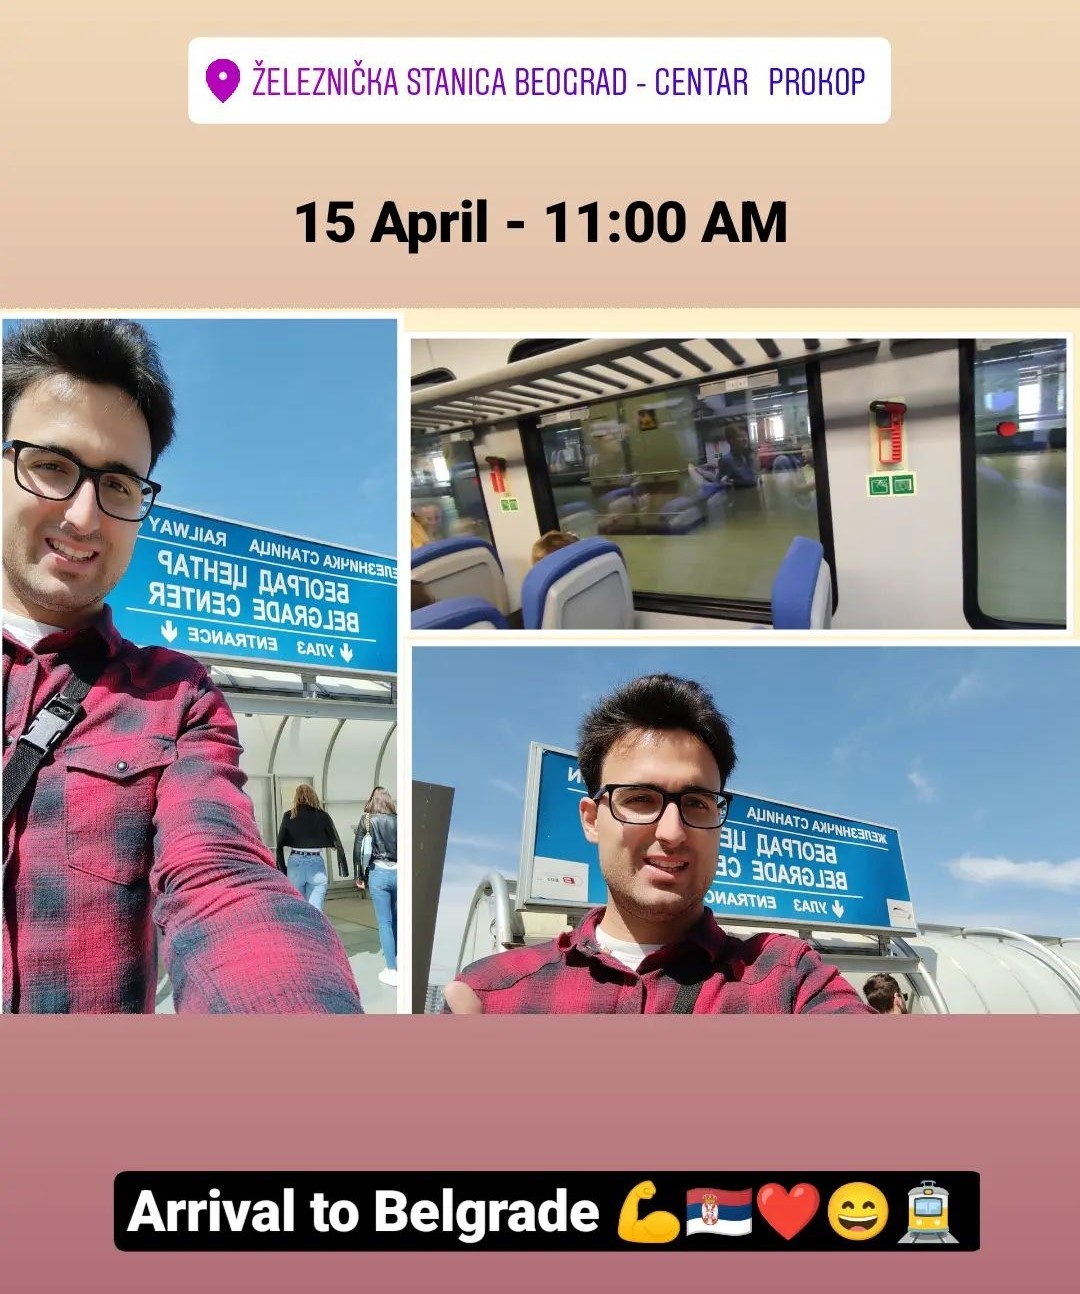 ŽELEZNIČKA STANICA BEOGRAD - CENTAR PROKOP
15 April - 11:00 AM
ЖЕЛЕЗНИЧКА СТАНИЦА RAILWAY
БЕОГРАД ЦЕНТАР
BELGRADE CENTER
УЛАЗ ENTRANCE
ЖЕЛЕЗНИЧКА СТАНИЦА
БЕОГРАД ЦЕ
BELGRADE CE
УЛАЗ ENTRANC
Arrival to Belgrade 💪🇷🇸❤️😄🚊